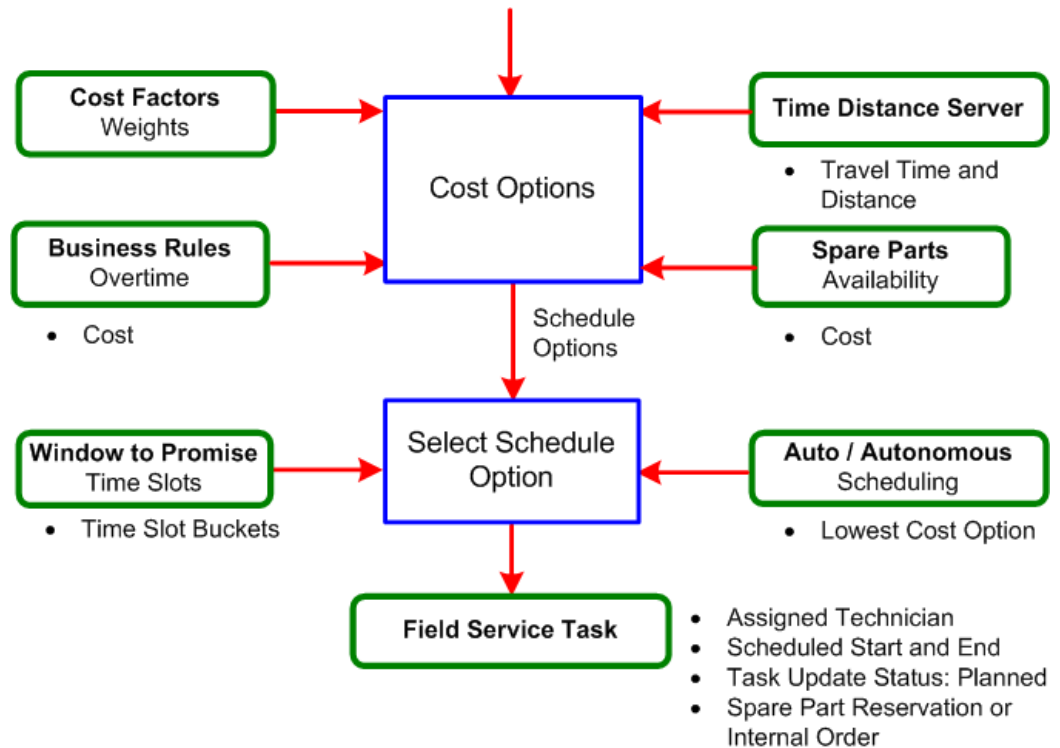 Cost Factors
Weights
Time Distance Server
• Travel Time and
Distance
Cost Options
Business Rules
Overtime
• Cost
Spare Parts
Availability
• Cost
Schedule
Options
Window to Promise
Time Slots
• Time Slot Buckets
Select Schedule
Option
Auto / Autonomous
Scheduling
• Lowest Cost Option
Field Service Task
• Assigned Technician
• Scheduled Start and End
• Task Update Status: Planned
• Spare Part Reservation or
Internal Order